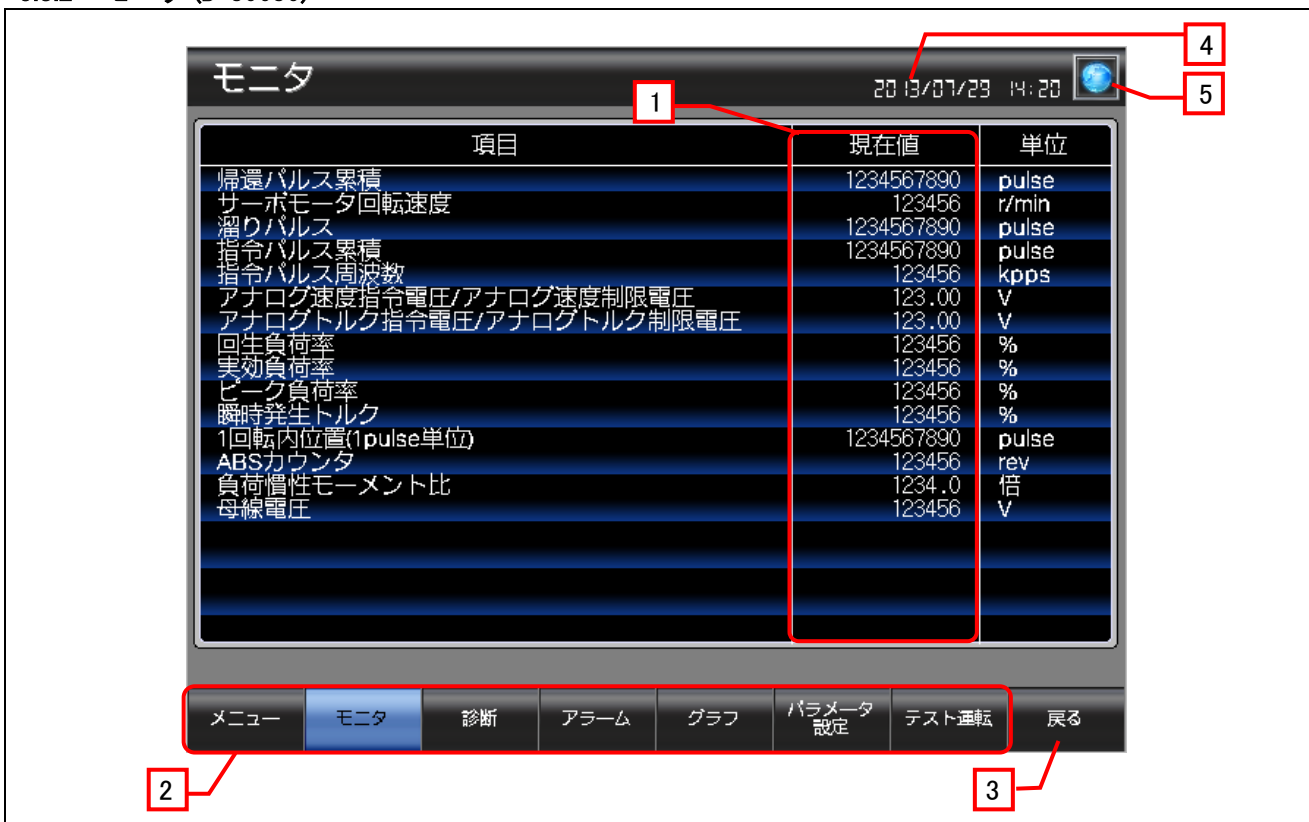 4
モニタ
2013/07/29 14:20
5
1
項目 現在値 単位
帰還パルス累積 1234567890 pulse
サーボモータ回転速度 123456 r/min
溜りパルス 1234567890 pulse
指令パルス累積 1234567890 pulse
指令パルス周波数 123456 kpps
アナログ速度指令電圧/アナログ速度制限電圧 123.00 V
アナログトルク指令電圧/アナログトルク制限電圧 123.00 V
回生負荷率 123456 %
実効負荷率 123456 %
ピーク負荷率 123456 %
瞬時発生トルク 123456 %
1回転内位置(1pulse単位) 1234567890 pulse
ABSカウンタ 123456 rev
負荷慣性モーメント比 1234.0 倍
母線電圧 123456 V
メニュー モニタ 診断 アラーム グラフ パラメータ設定 テスト運転 戻る
2 3